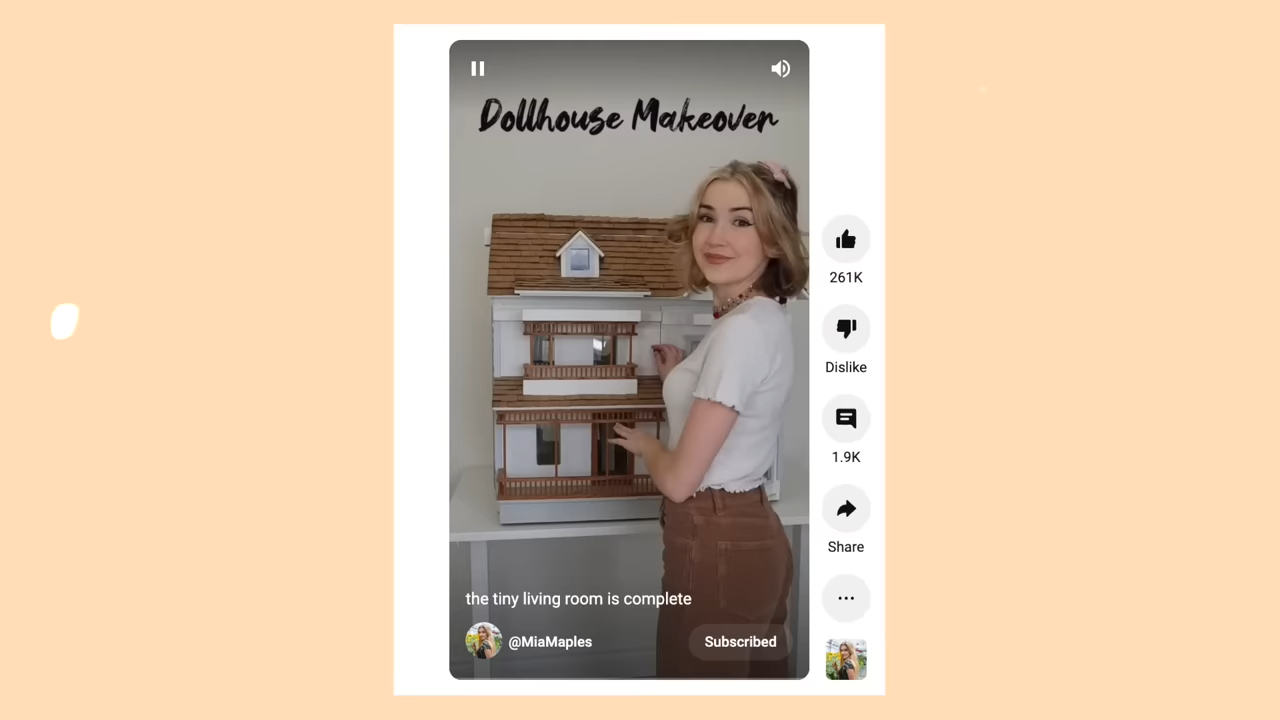 Dollhouse Makeover
261K
Dislike
1.9K
Share
the tiny living room is complete
@MiaMaples
Subscribed